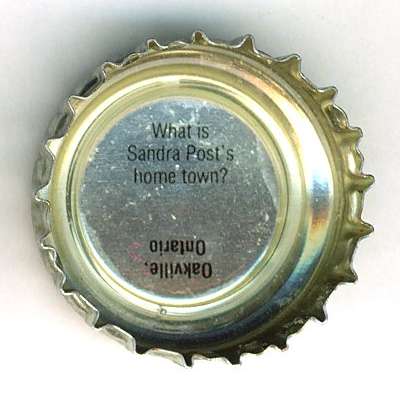 What is
Sandra Post's
home town?
Oakville,
Ontario